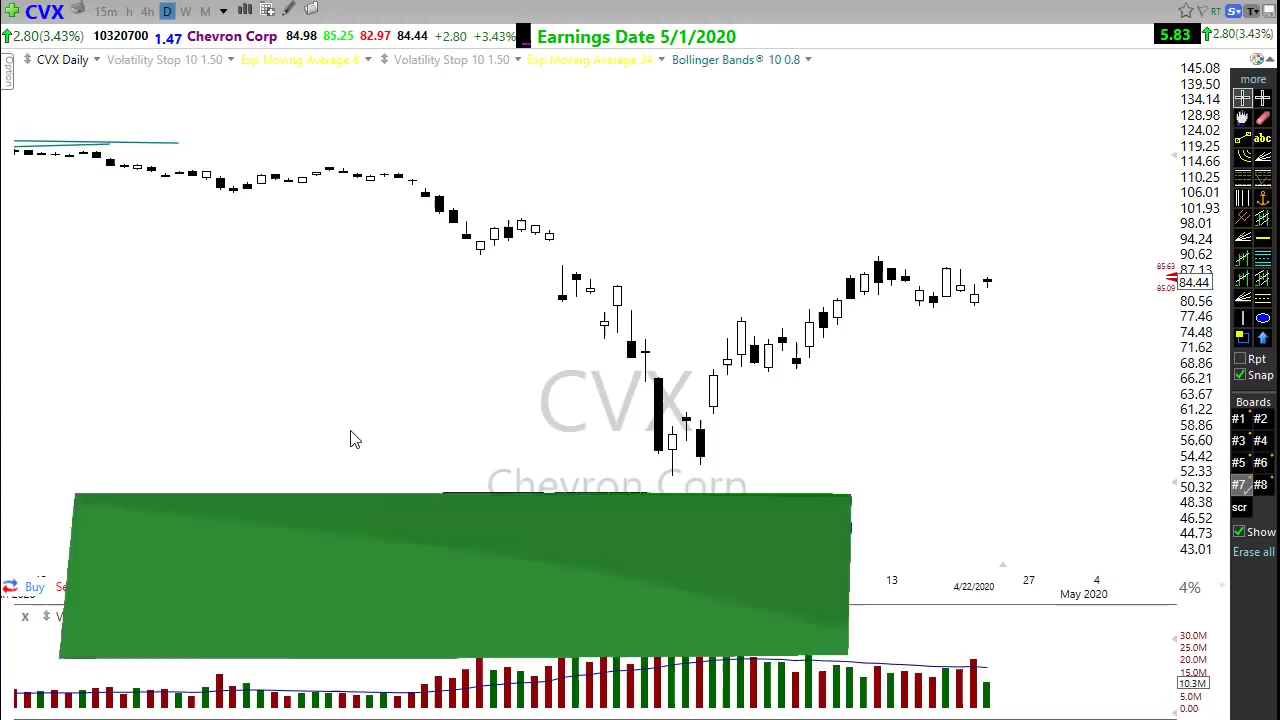 CVX 15m h 4h D W M RT S T
2.80(3.43%) 10320700 1.47 Chevron Corp 84.98 85.25 82.97 84.44 +2.80 +3.43% Earnings Date 5/1/2020 5.83 2.80(3.43%)
Option
CVX Daily Volatility Stop 10 1.50 Exp Moving Average 8 Volatility Stop 10 1.50 Exp Moving Average 34 Bollinger Bands® 10 0.8
145.08
139.50
134.14
128.98
124.02
119.25
114.66
110.25
106.01
101.93
98.01
94.24
90.62
87.13
85.63
84.44
85.09
80.56
77.46
74.48
71.62
68.86
66.21
63.67
61.22
58.86
56.60
54.42
52.33
50.32
48.38
46.52
44.73
43.01
CVX
Chevron Corp
more
abc
Rpt
Snap
Boards
#1 #2
#3 #4
#5 #6
#7 #8
scr
Show
Erase all
Buy
13 4/22/2020 27 4
May 2020
4%
X
30.0M
25.0M
20.0M
15.0M
10.3M
5.0M
0.00